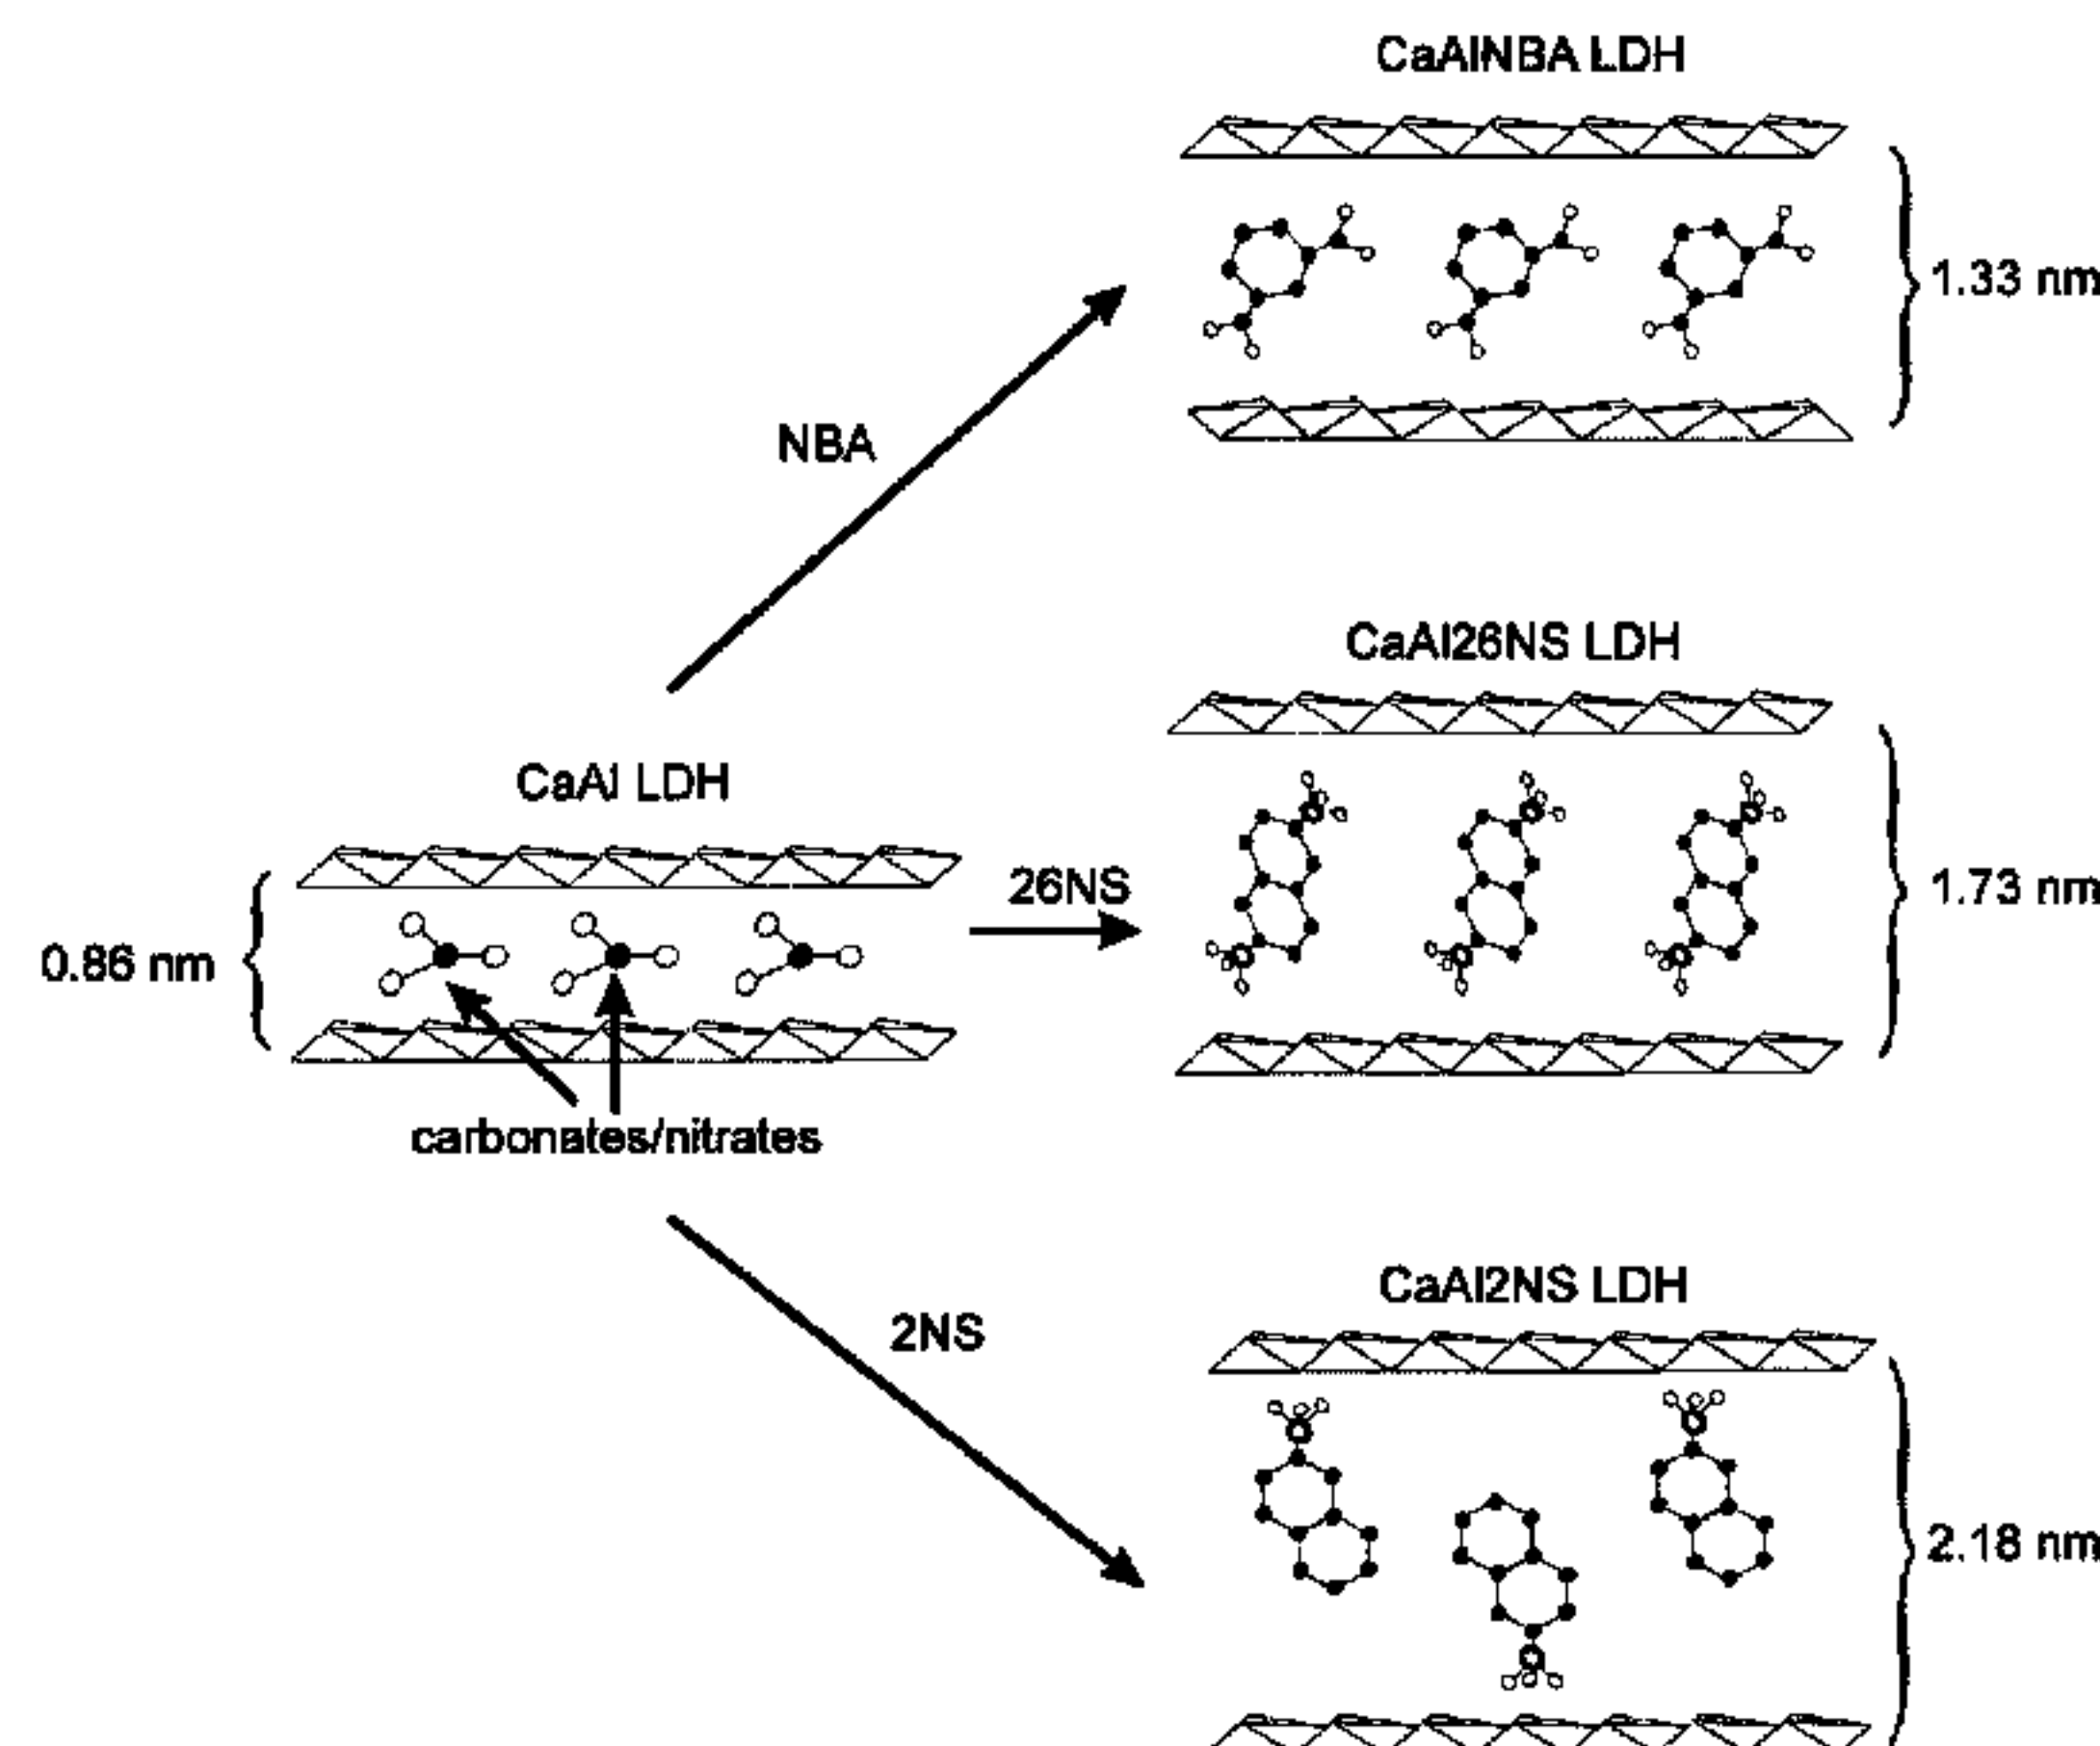 CaAlNBA LDH
1.33 nm
NBA
CaAl26NS LDH
CaAl LDH
26NS
1.73 nm
0.86 nm
carbonates/nitrates
CaAl2NS LDH
2NS
2.18 nm